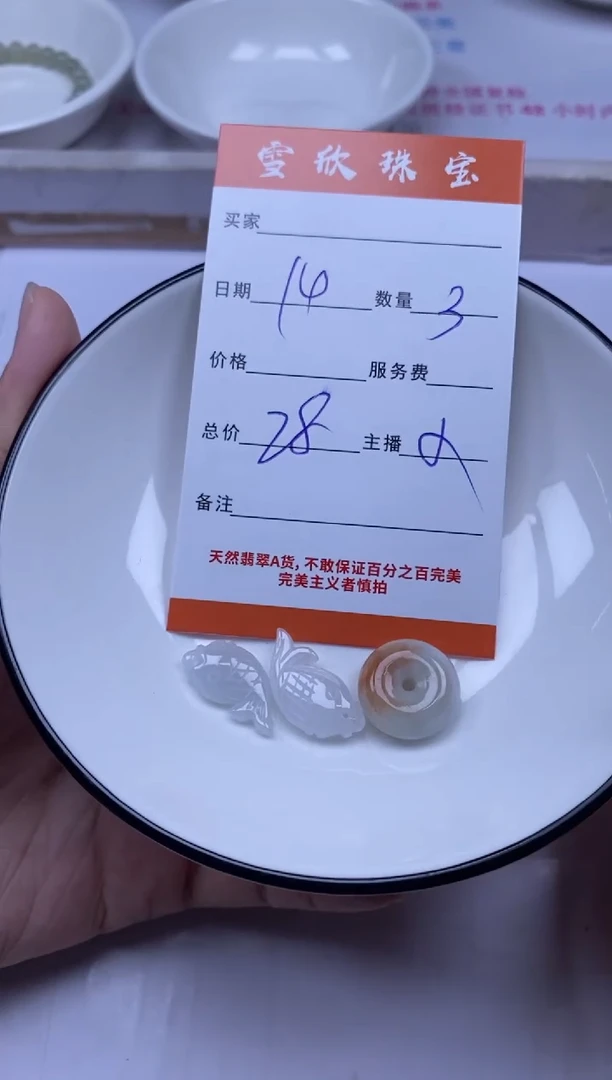 雪欣珠宝
买家
日期 14 数量 3
价格 服务费
总价 28 主播
备注
天然翡翠A货,不敢保证百分之百完美
完美主义者慎拍